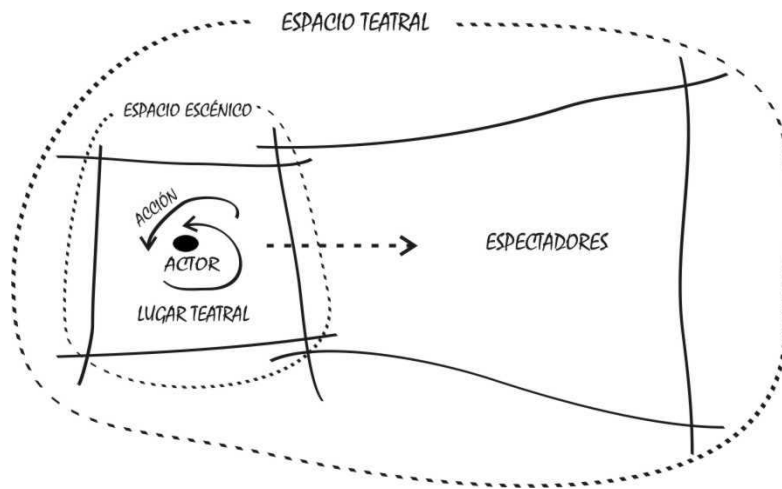 ESPACIO TEATRAL
ESPACIO ESCÉNICO
ACCIÓN
ACTOR
LUGAR TEATRAL
ESPECTADORES